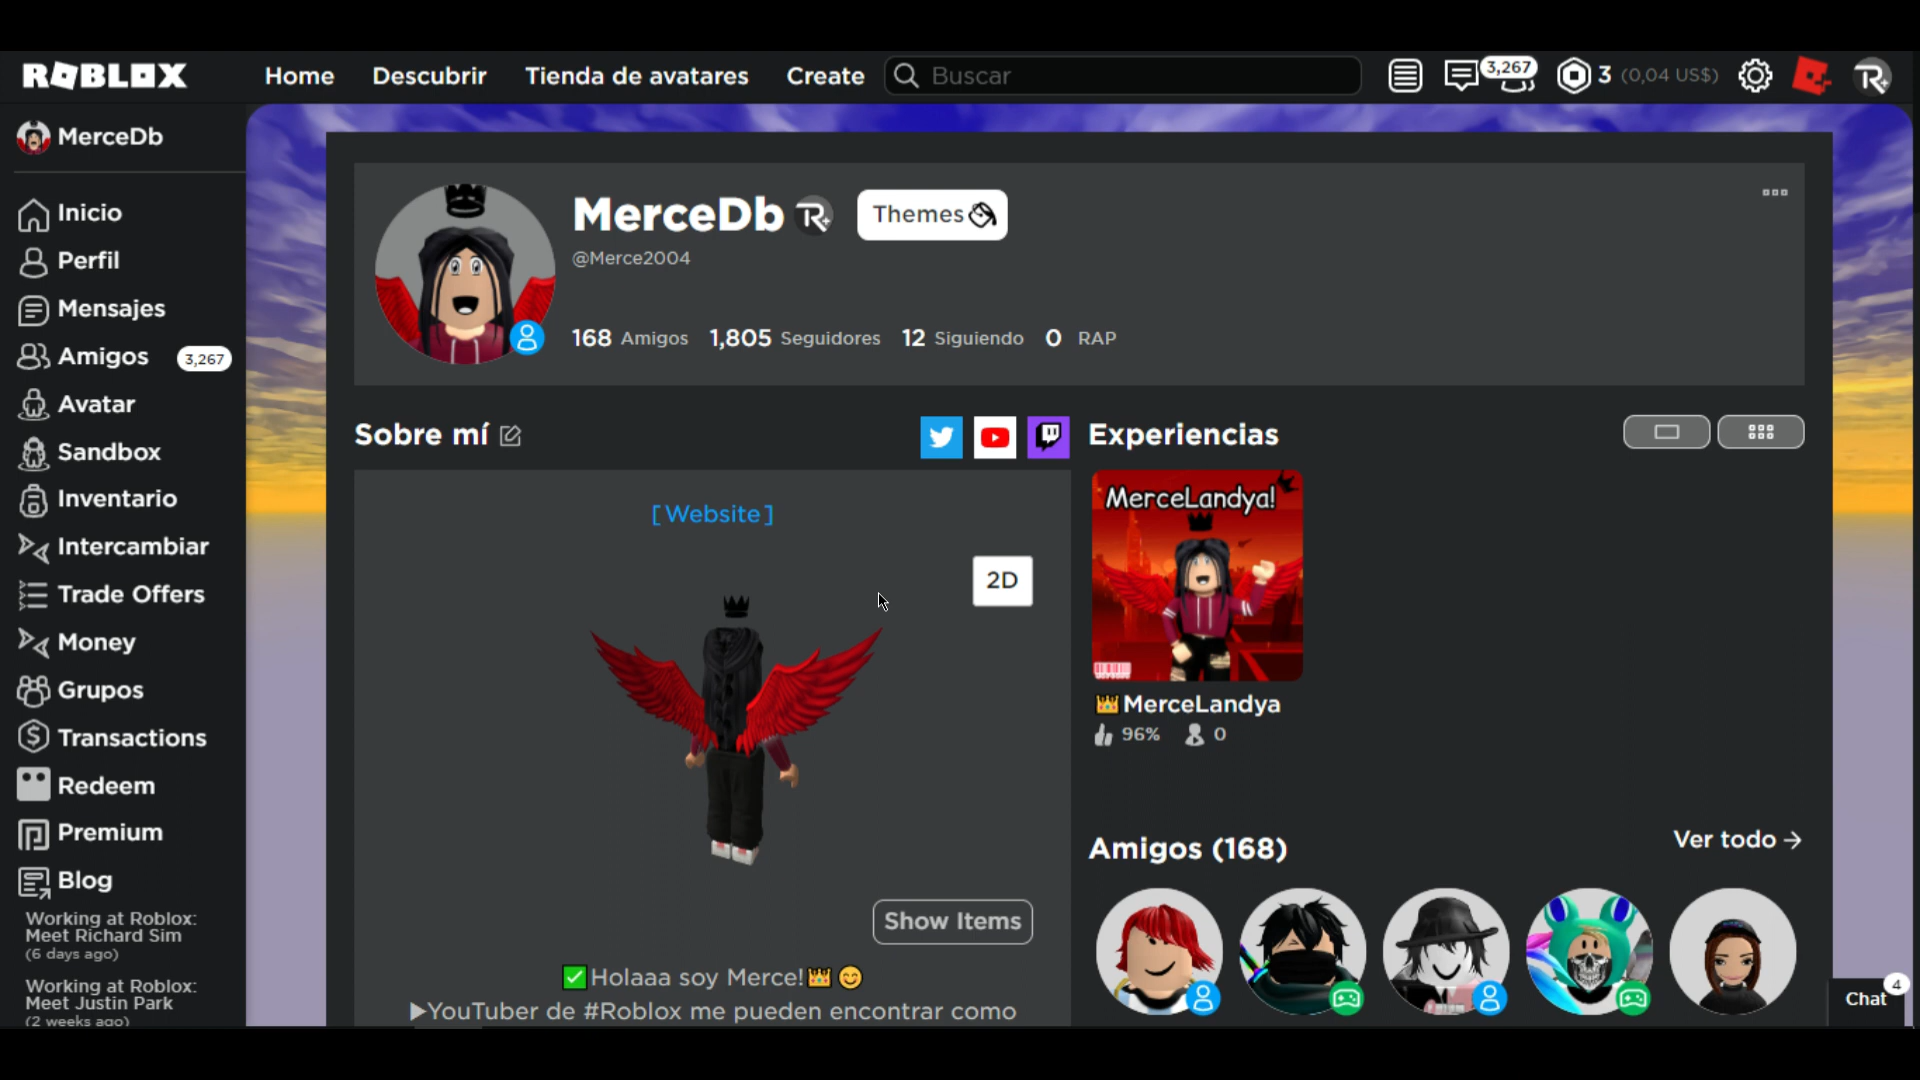 ROBLOX
Home
Descubrir
Tienda de avatares
Create
Buscar
3,267
3 (0,04 US$)
MerceDb
Inicio
Perfil
Mensajes
Amigos 3,267
Avatar
Sandbox
Inventario
Intercambiar
Trade Offers
Money
Grupos
Transactions
Redeem
Premium
Blog
Working at Roblox:
Meet Richard Sim
(6 days ago)
Working at Roblox:
Meet Justin Park
(2 weeks ago)
MerceDb R+ Themes
@Merce2004
168 Amigos 1,805 Seguidores 12 Siguiendo 0 RAP
Sobre mí
[Website]
2D
Show Items
✅Holaaa soy Merce!👑😊
▶YouTuber de #Roblox me pueden encontrar como
Experiencias
MerceLandya!
👑MerceLandya
96% 0
Amigos (168)
Ver todo →
Chat 4